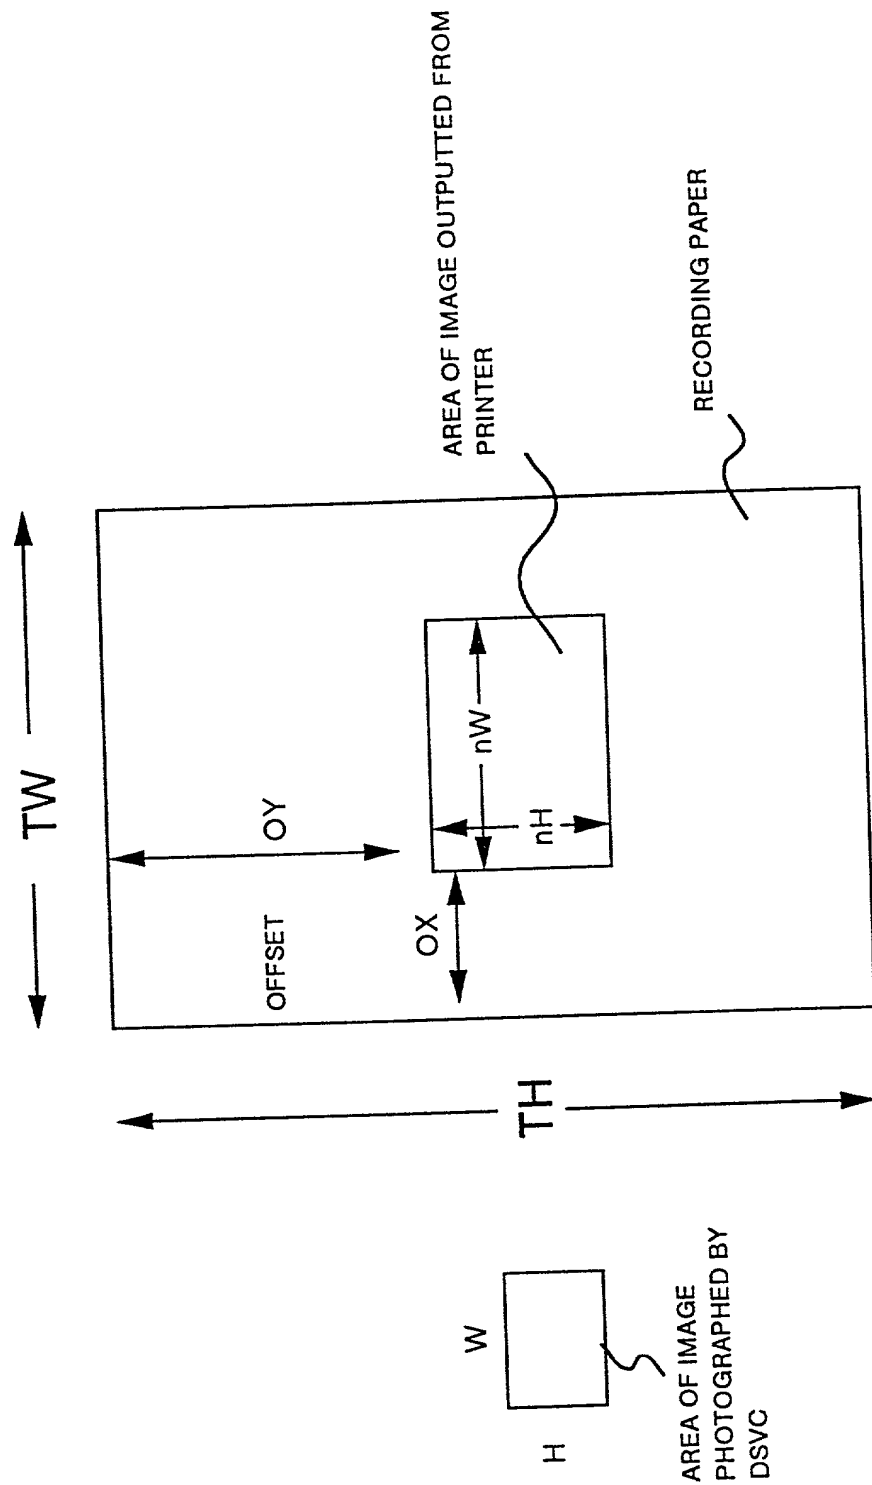 TW
OFFSET
OY
OX
nW
nH
TH
AREA OF IMAGE OUTPUTTED FROM
PRINTER
RECORDING PAPER
W
H
AREA OF IMAGE
PHOTOGRAPHED BY
DSVC